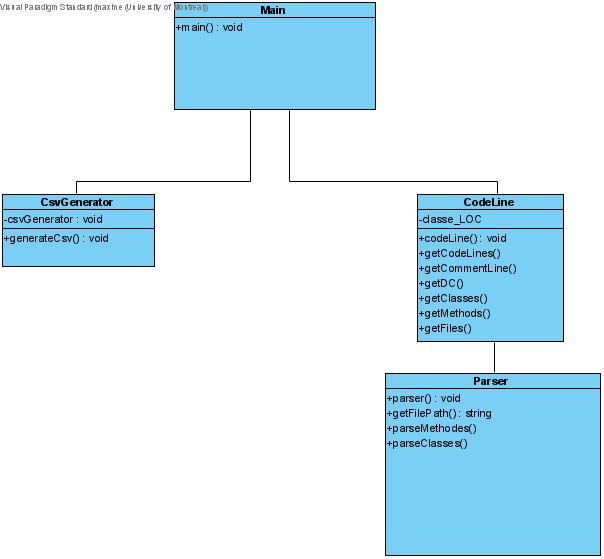 Visual Paradigm Standard(maxime(University of Montreal))
Main
+main() : void
CsvGenerator
-csvGenerator : void
+generateCsv() : void
CodeLine
-classe_LOC
+codeLine() : void
+getCodeLines()
+getCommentLine()
+getDC()
+getClasses()
+getMethods()
+getFiles()
Parser
+parser() : void
+getFilePath() : string
+parseMethodes()
+parseClasses()